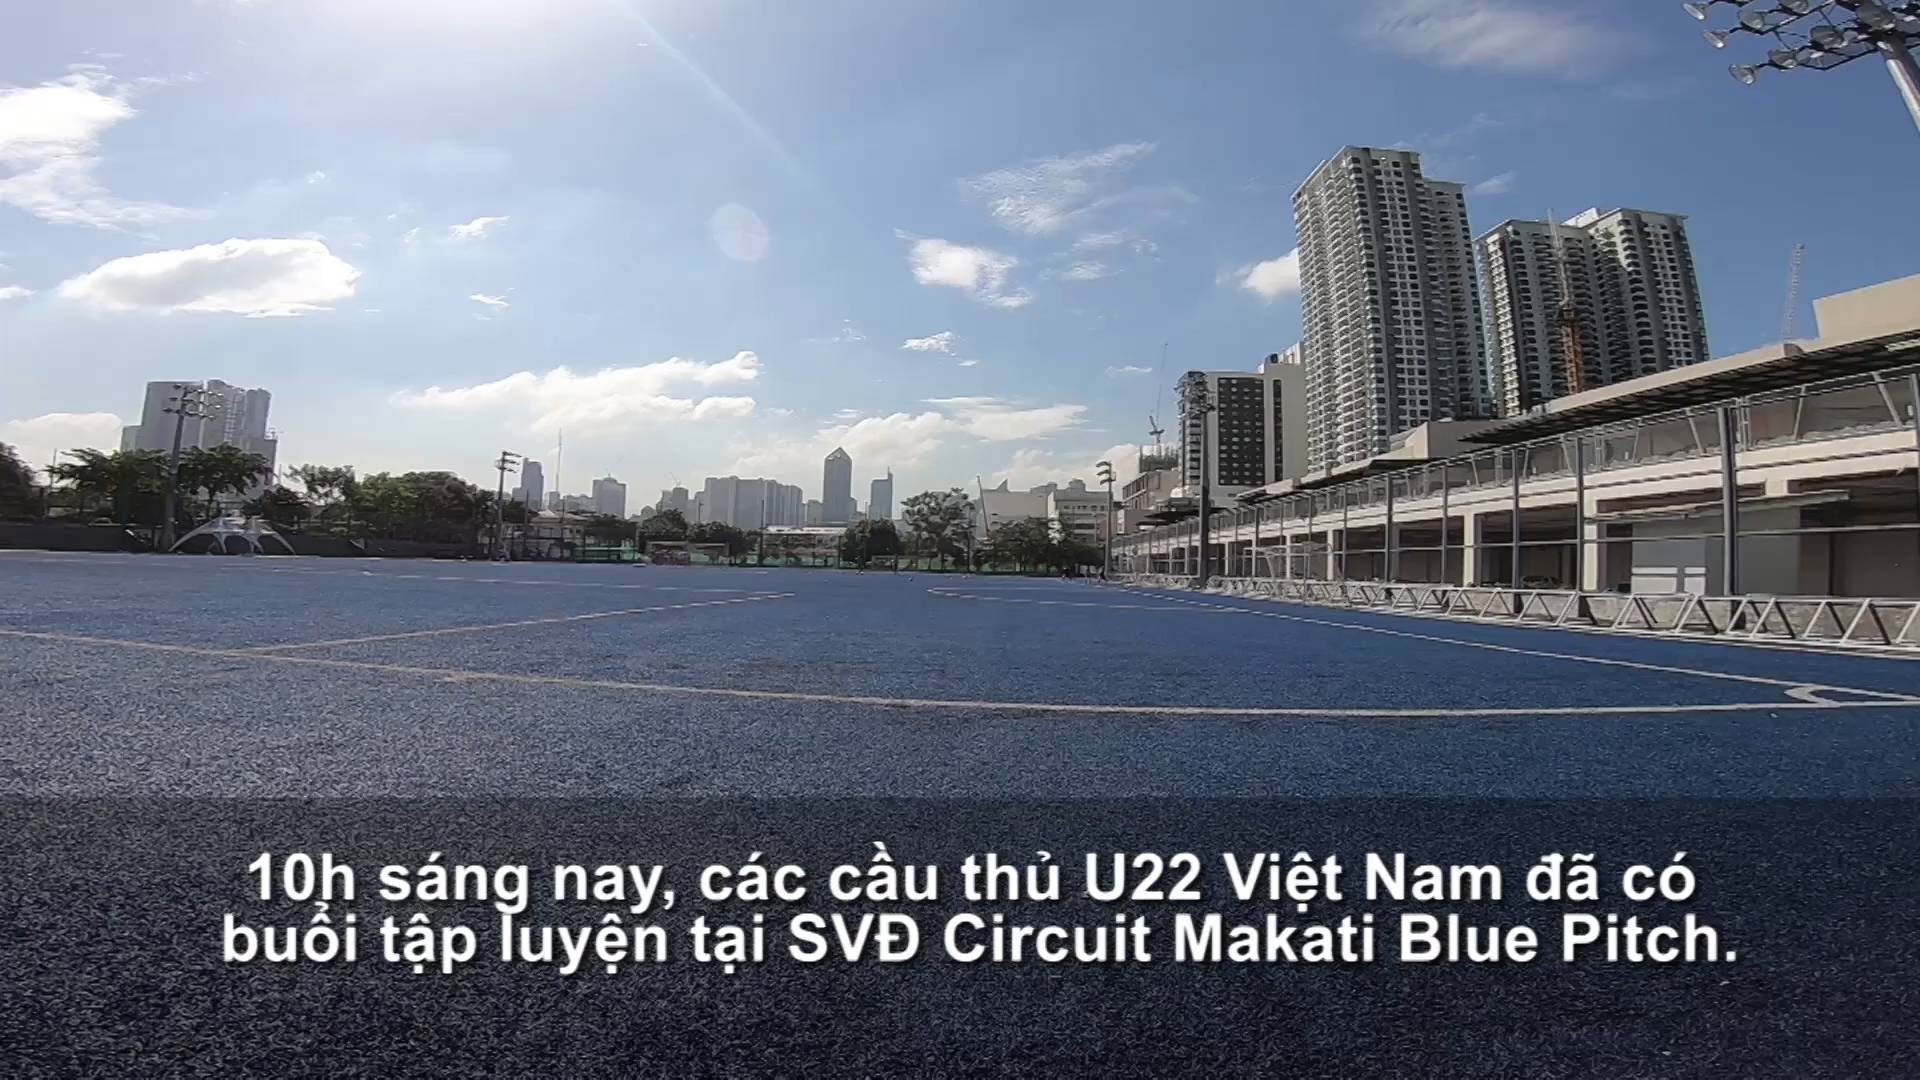 10h sáng nay, các cầu thủ U22 Việt Nam đã có
buổi tập luyện tại SVĐ Circuit Makati Blue Pitch.